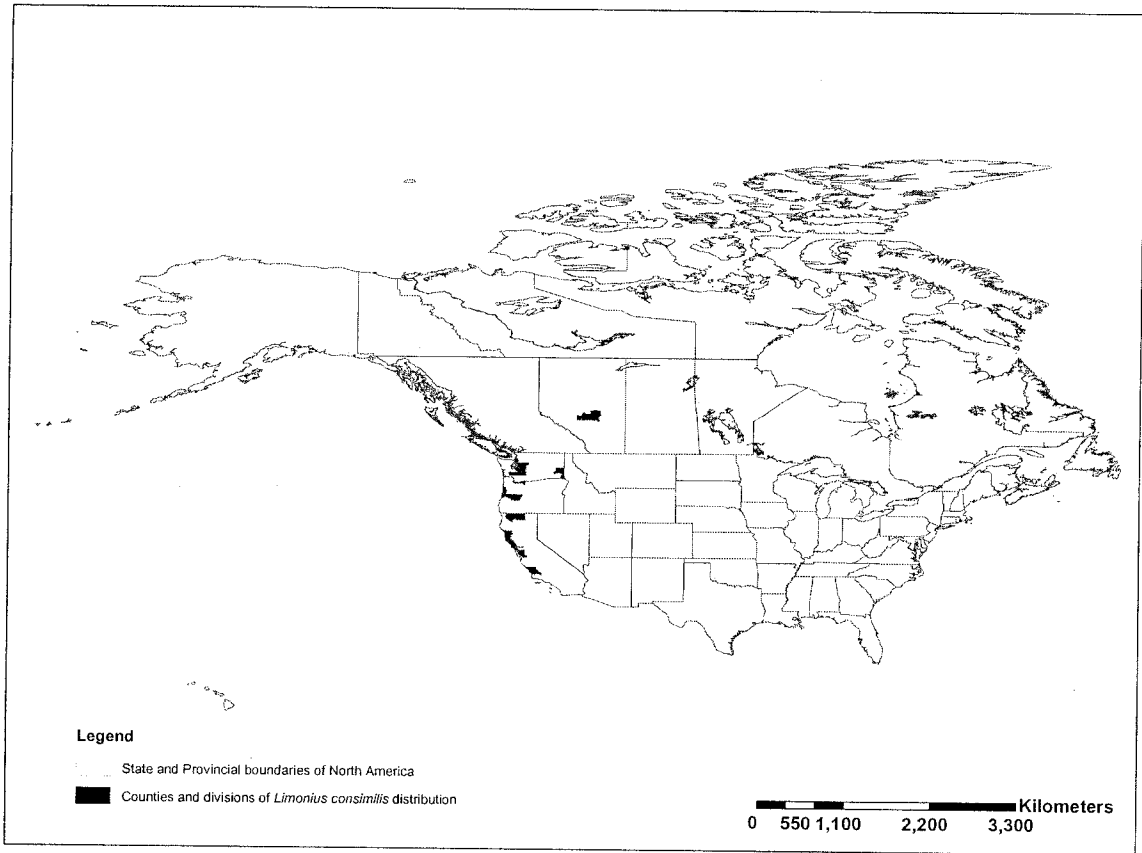 Legend
State and Provincial boundaries of North America
Counties and divisions of Limonius consimilis distribution
Kilometers
0 550 1,100 2,200 3,300